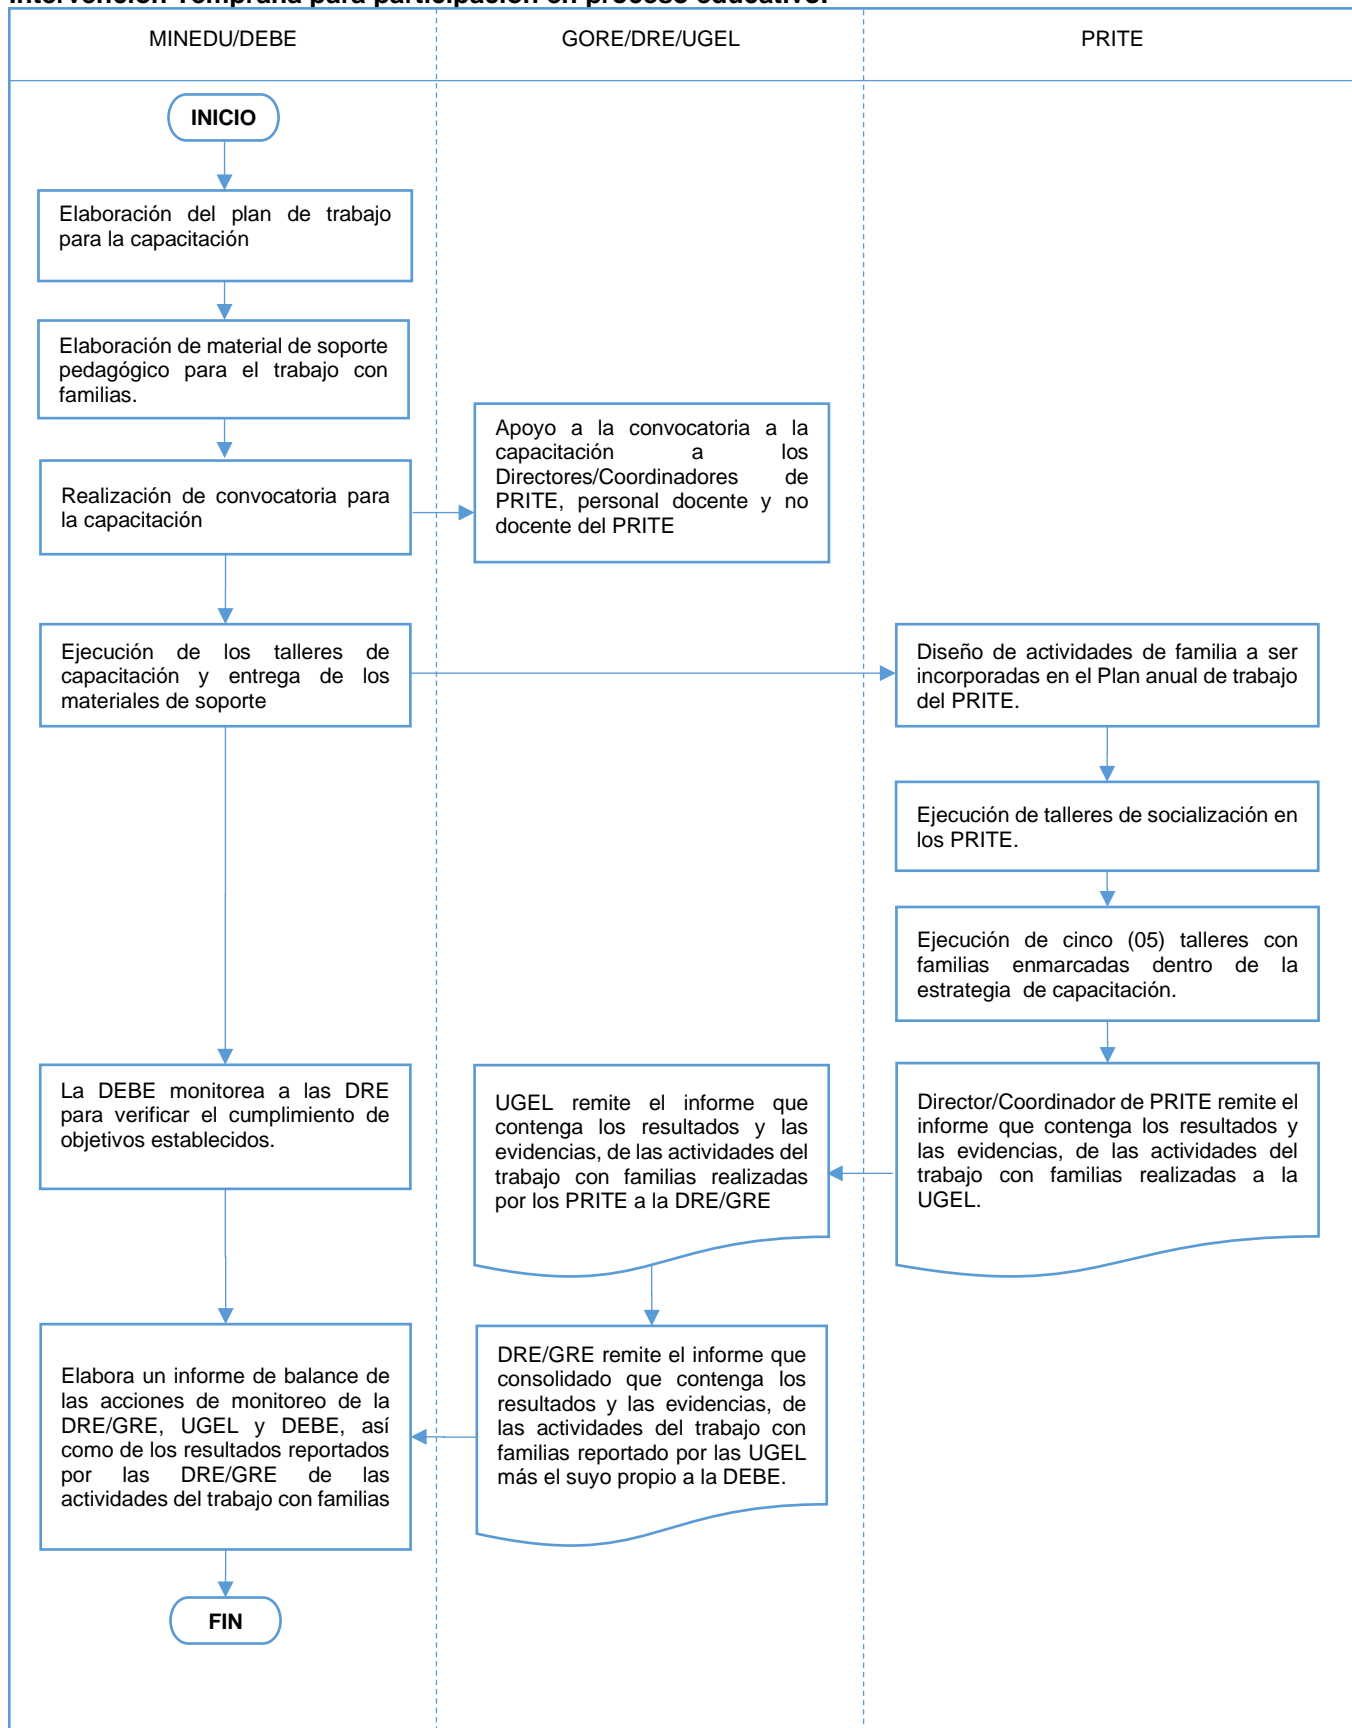 Intervención Temprana para participación en proceso educativo.
MINEDU/DEBE
GORE/DRE/UGEL
PRITE
INICIO
Elaboración del plan de trabajo
para la capacitación
Elaboración de material de soporte
pedagógico para el trabajo con
familias.
Realización de convocatoria para
la capacitación
Apoyo a la convocatoria a la
capacitación a los
Directores/Coordinadores de
PRITE, personal docente y no
docente del PRITE
Ejecución de los talleres de
capacitación y entrega de los
materiales de soporte
Diseño de actividades de familia a ser
incorporadas en el Plan anual de trabajo
del PRITE.
Ejecución de talleres de socialización en
los PRITE.
Ejecución de cinco (05) talleres con
familias enmarcadas dentro de la
estrategia de capacitación.
La DEBE monitorea a las DRE
para verificar el cumplimiento de
objetivos establecidos.
UGEL remite el informe que
contenga los resultados y las
evidencias, de las actividades del
trabajo con familias realizadas
por los PRITE a la DRE/GRE
Director/Coordinador de PRITE remite el
informe que contenga los resultados y
las evidencias, de las actividades del
trabajo con familias realizadas a la
UGEL.
Elabora un informe de balance de
las acciones de monitoreo de la
DRE/GRE, UGEL y DEBE, así
como de los resultados reportados
por las DRE/GRE de las
actividades del trabajo con familias
DRE/GRE remite el informe que
consolidado que contenga los
resultados y las evidencias, de
las actividades del trabajo con
familias reportado por las UGEL
más el suyo propio a la DEBE.
FIN